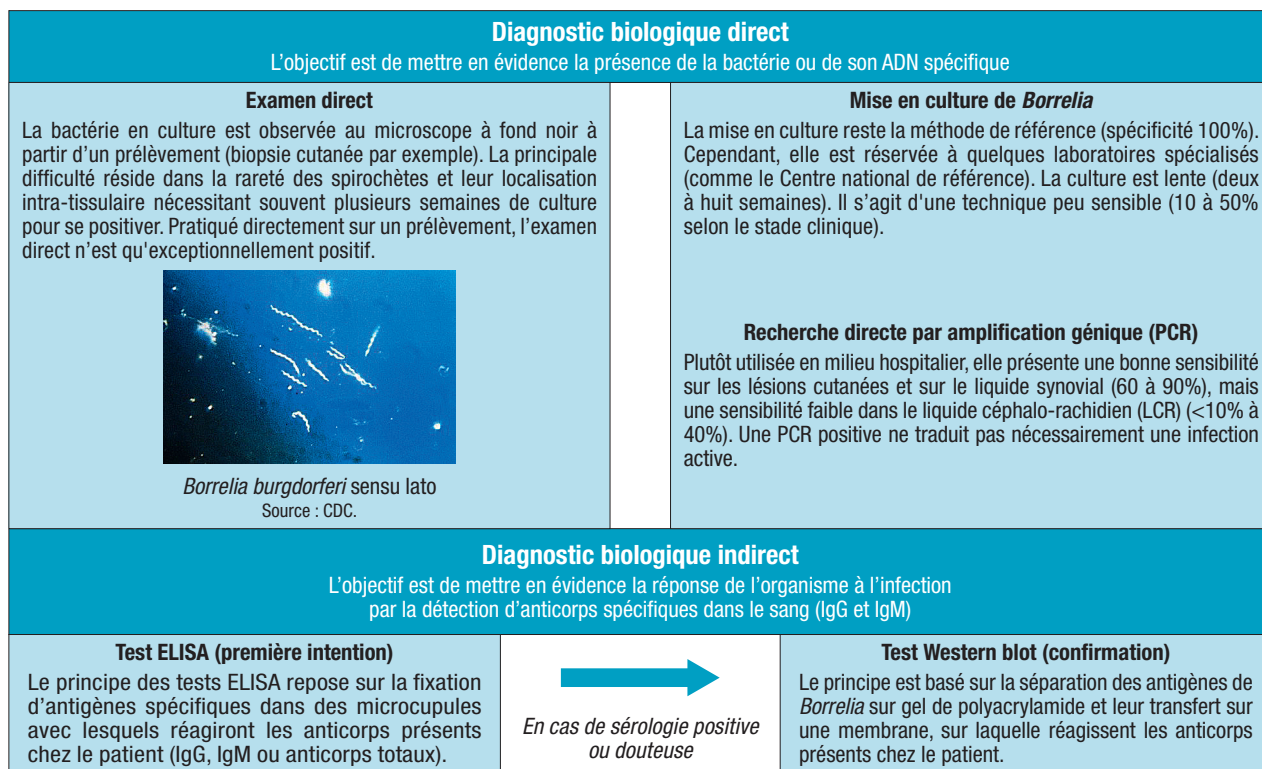 Diagnostic biologique direct
L'objectif est de mettre en évidence la présence de la bactérie ou de son ADN spécifique
Examen direct
La bactérie en culture est observée au microscope à fond noir à
partir d'un prélèvement (biopsie cutanée par exemple). La principale
difficulté réside dans la rareté des spirochètes et leur localisation
intra-tissulaire nécessitant souvent plusieurs semaines de culture
pour se positiver. Pratiqué directement sur un prélèvement, l'examen
direct n'est qu'exceptionnellement positif.
Borrelia burgdorferi sensu lato
Source : CDC.
Mise en culture de Borrelia
La mise en culture reste la méthode de référence (spécificité 100%).
Cependant, elle est réservée à quelques laboratoires spécialisés
(comme le Centre national de référence). La culture est lente (deux
à huit semaines). Il s'agit d'une technique peu sensible (10 à 50%
selon le stade clinique).
Recherche directe par amplification génique (PCR)
Plutôt utilisée en milieu hospitalier, elle présente une bonne sensibilité
sur les lésions cutanées et sur le liquide synovial (60 à 90%), mais
une sensibilité faible dans le liquide céphalo-rachidien (LCR) (<10% à
40%). Une PCR positive ne traduit pas nécessairement une infection
active.
Diagnostic biologique indirect
L'objectif est de mettre en évidence la réponse de l'organisme à l'infection
par la détection d'anticorps spécifiques dans le sang (IgG et IgM)
Test ELISA (première intention)
Le principe des tests ELISA repose sur la fixation
d'antigènes spécifiques dans des microcupules
avec lesquels réagiront les anticorps présents
chez le patient (IgG, IgM ou anticorps totaux).
En cas de sérologie positive
ou douteuse
Test Western blot (confirmation)
Le principe est basé sur la séparation des antigènes de
Borrelia sur gel de polyacrylamide et leur transfert sur
une membrane, sur laquelle réagissent les anticorps
présents chez le patient.